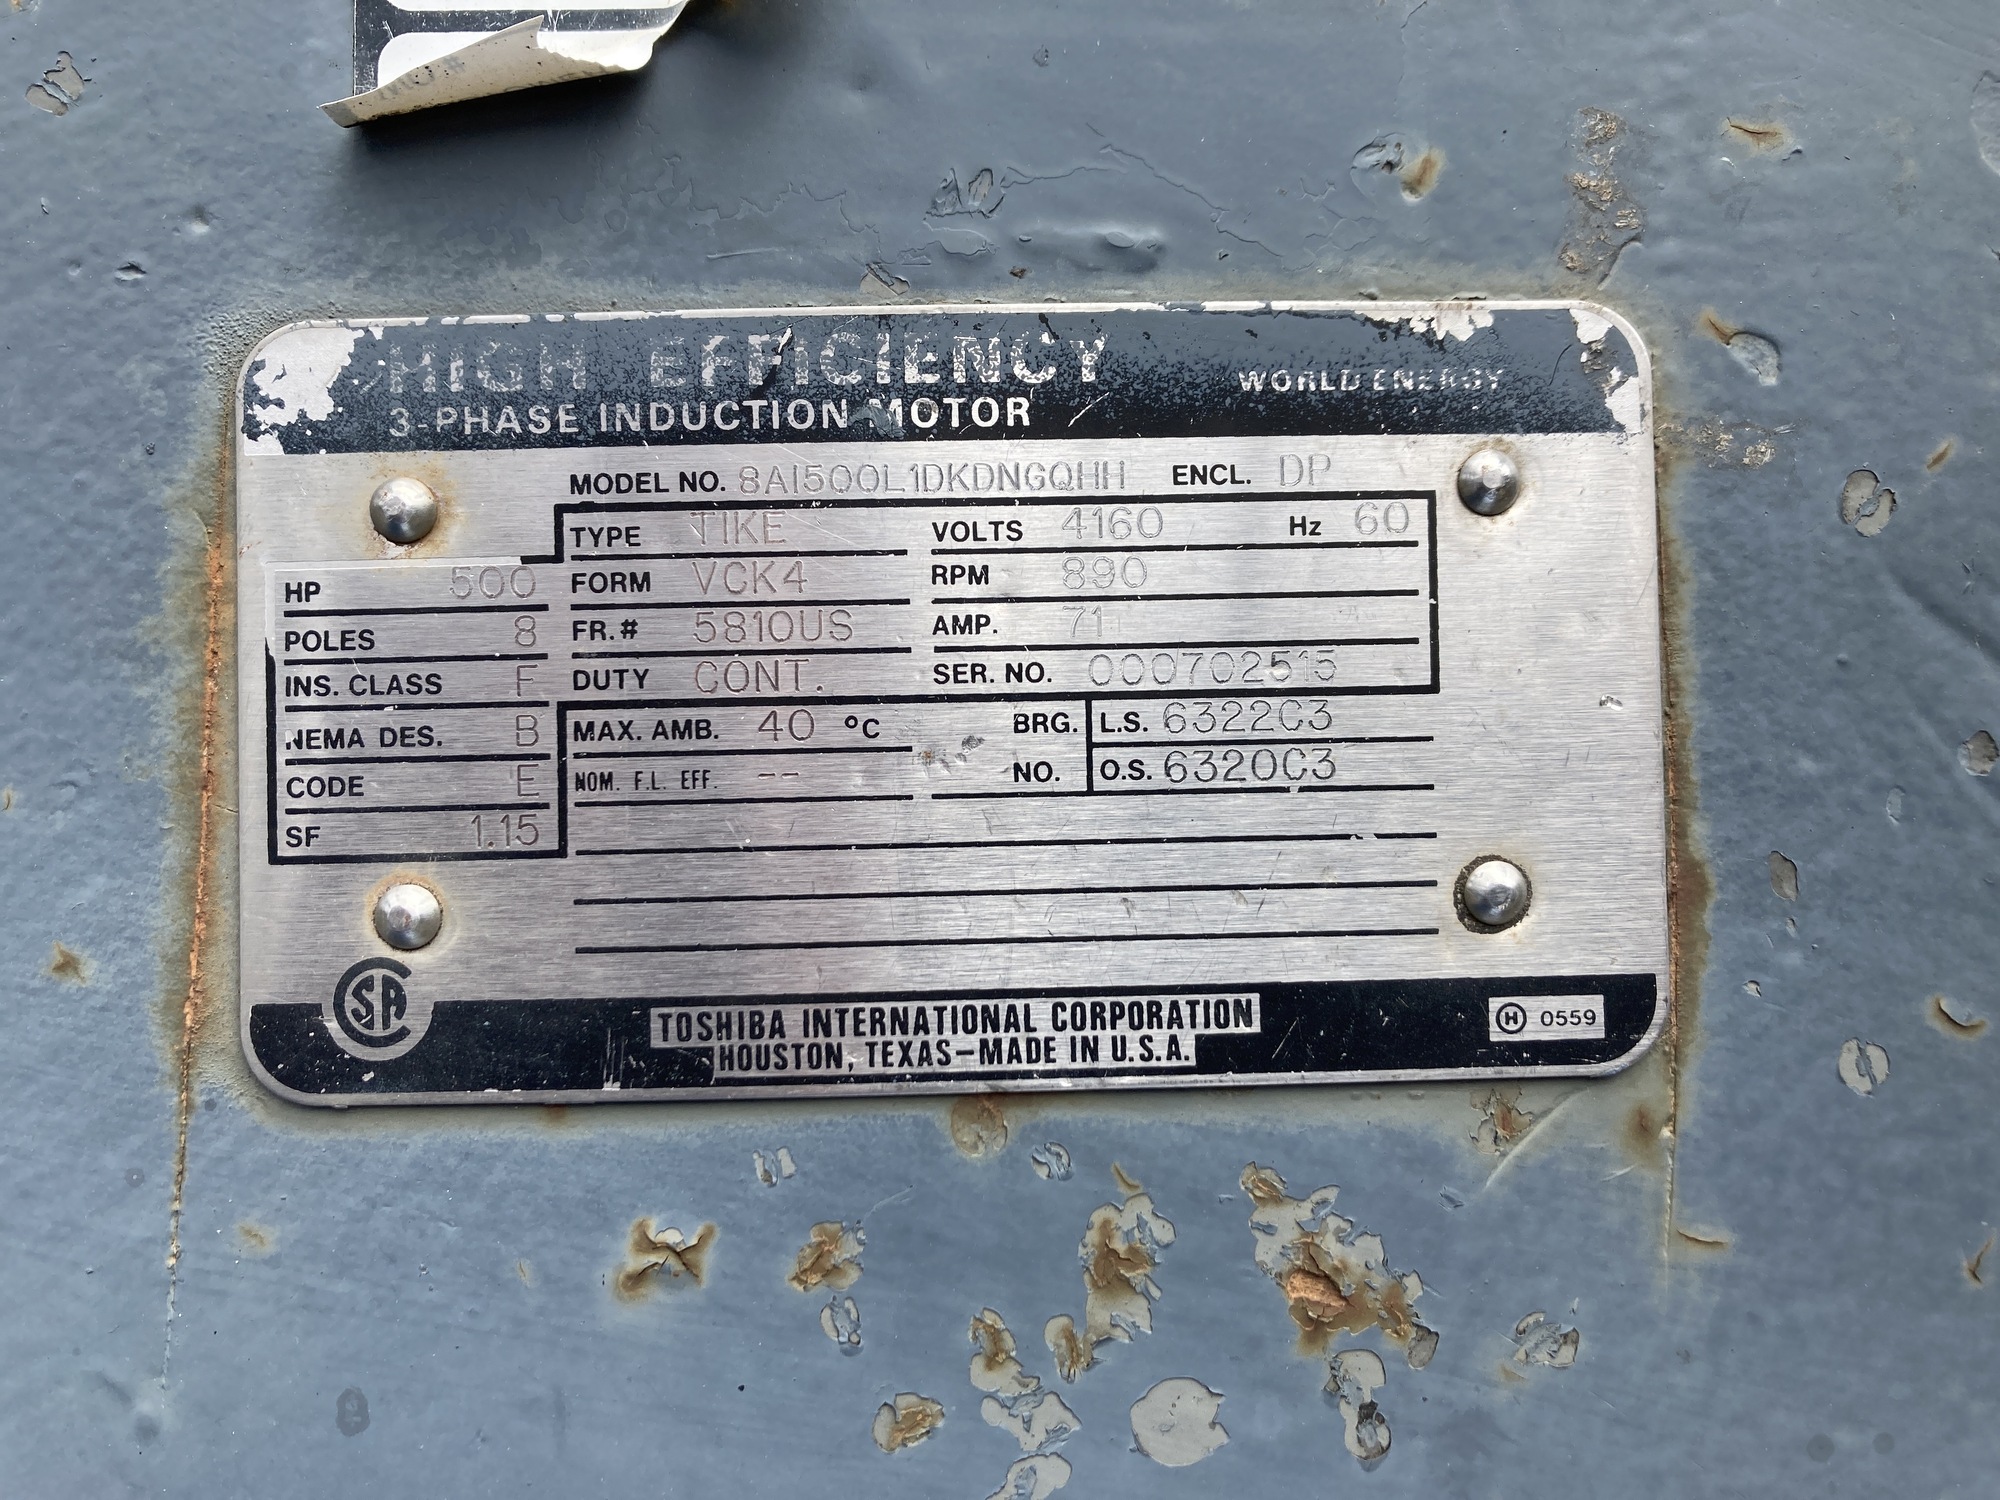 HIGH EFFICIENCY
WORLD ENERGY
3-PHASE INDUCTION MOTOR
MODEL NO. 8AI500L1DKDNGQHH ENCL. DP
TYPE TIKE VOLTS 4160 Hz 60
HP 500 FORM VCK4 RPM 890
POLES 8 FR.# 5810US AMP. 71
INS. CLASS F DUTY CONT. SER. NO. 000702515
NEMA DES. B MAX. AMB. 40 °C BRG. L.S. 6322C3
CODE E NOM. F.L. EFF. -- NO. O.S. 6320C3
SF 1.15
SA
TOSHIBA INTERNATIONAL CORPORATION
HOUSTON, TEXAS—MADE IN U.S.A.
H 0559